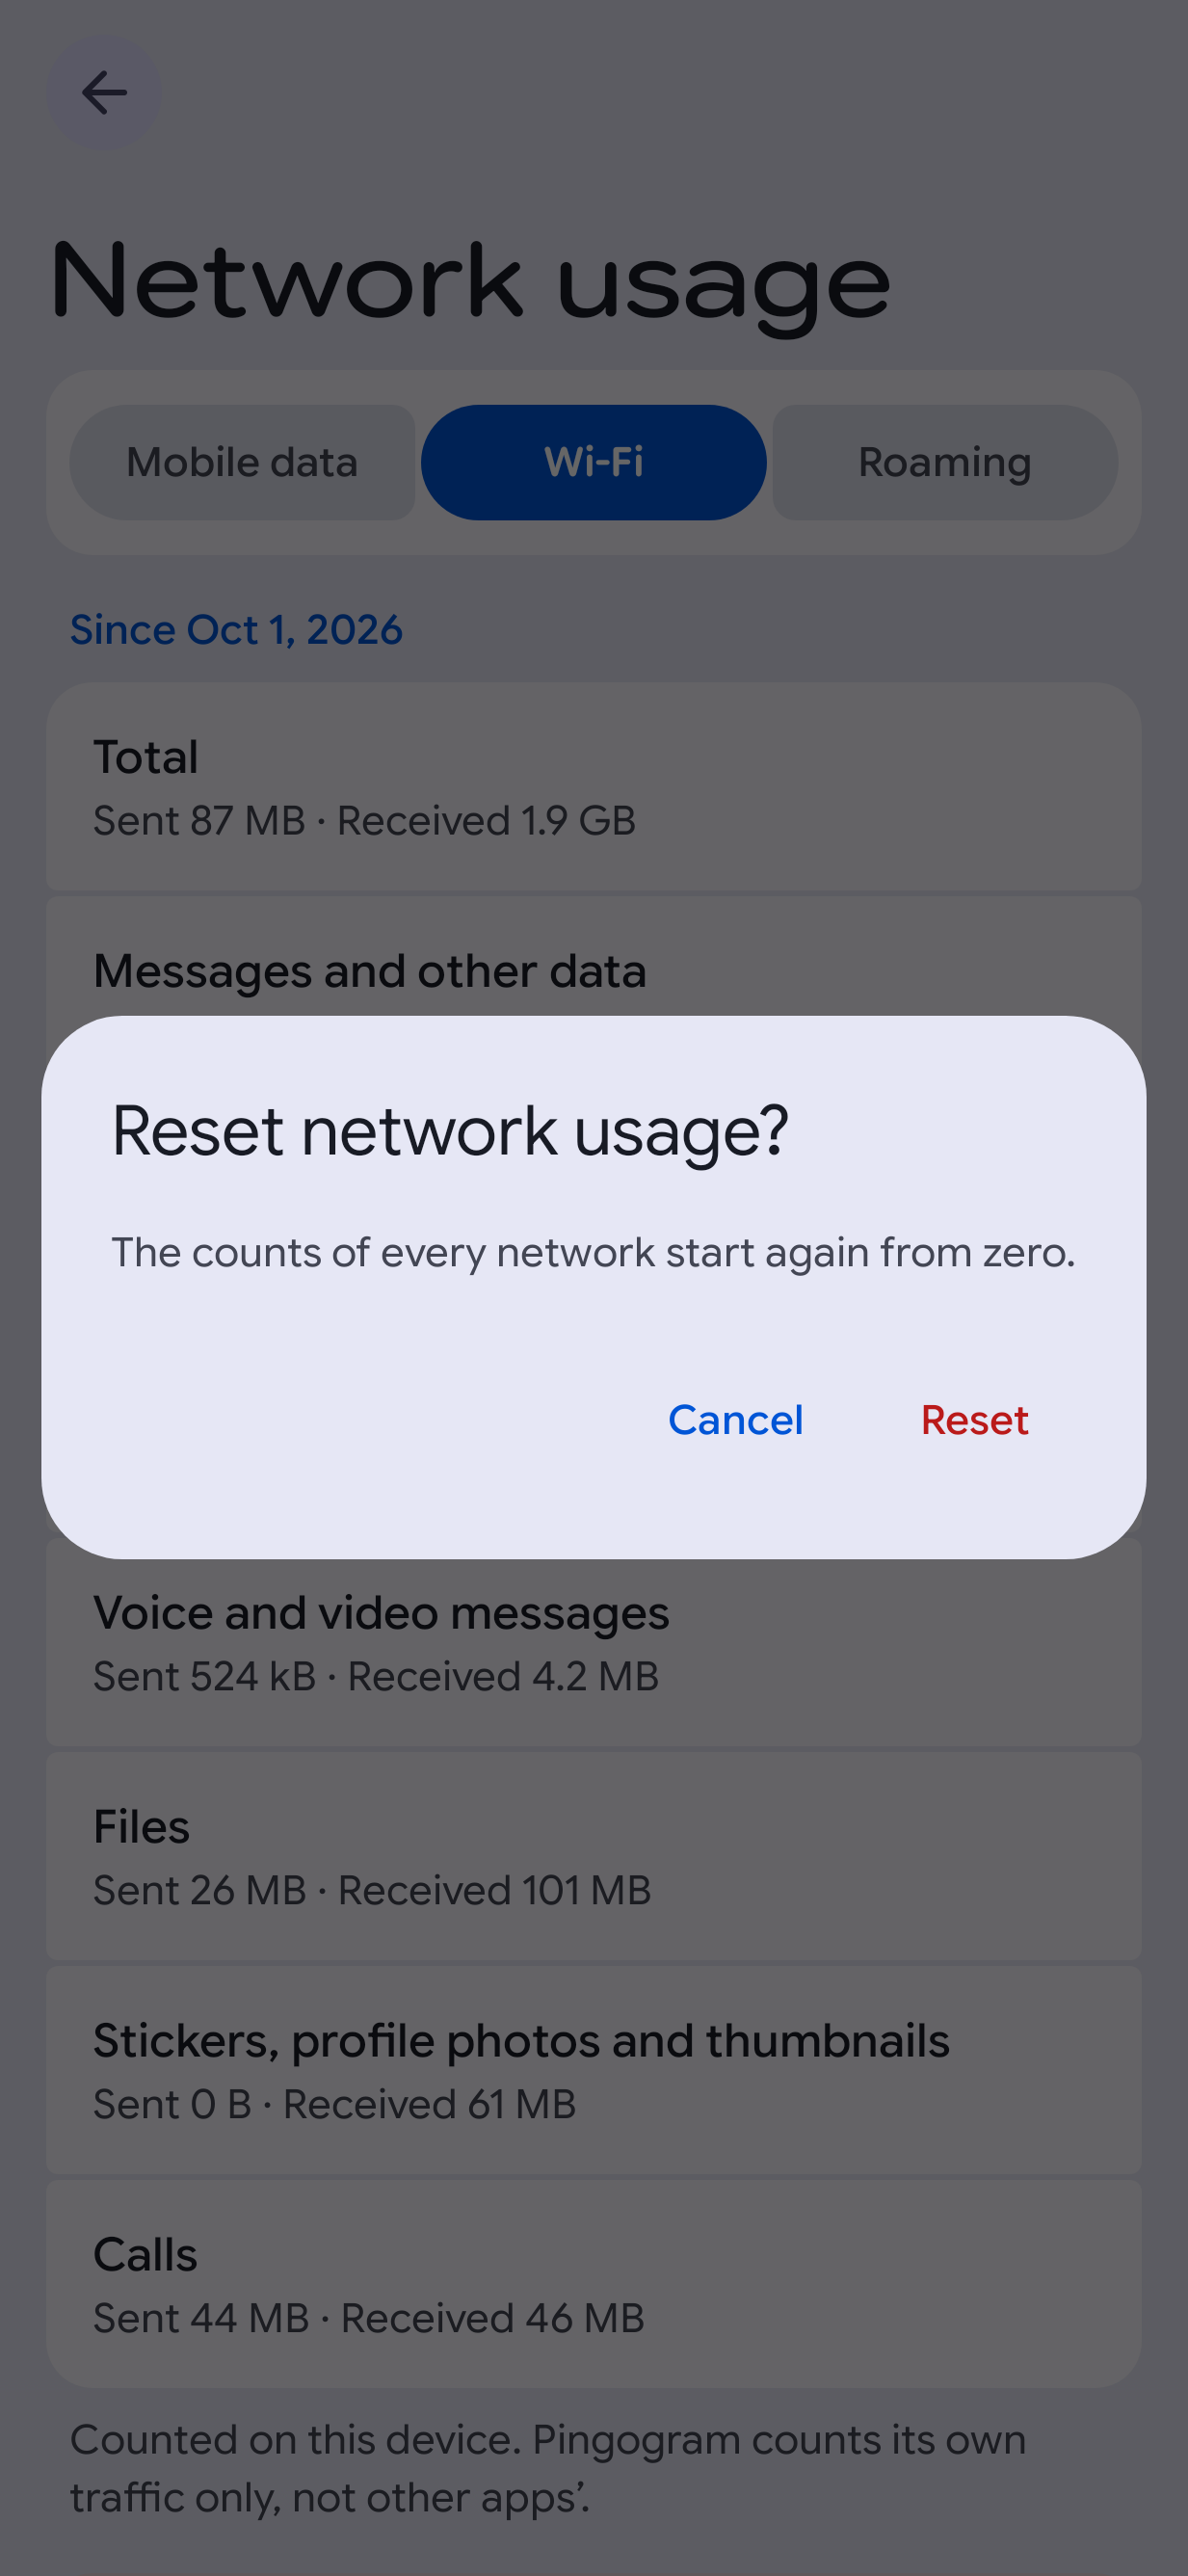 Network usage
Mobile data
Wi-Fi
Roaming
Since Oct 1, 2026
Total
Sent 87 MB · Received 1.9 GB
Messages and other data
Reset network usage?
The counts of every network start again from zero.
Cancel
Reset
Voice and video messages
Sent 524 kB · Received 4.2 MB
Files
Sent 26 MB · Received 101 MB
Stickers, profile photos and thumbnails
Sent 0 B · Received 61 MB
Calls
Sent 44 MB · Received 46 MB
Counted on this device. Pingogram counts its own
traffic only, not other apps’.